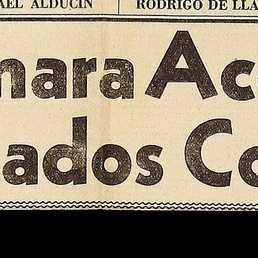 AEL ALDUCIN RODRIGO DE LLA
mara Ac
ados Co